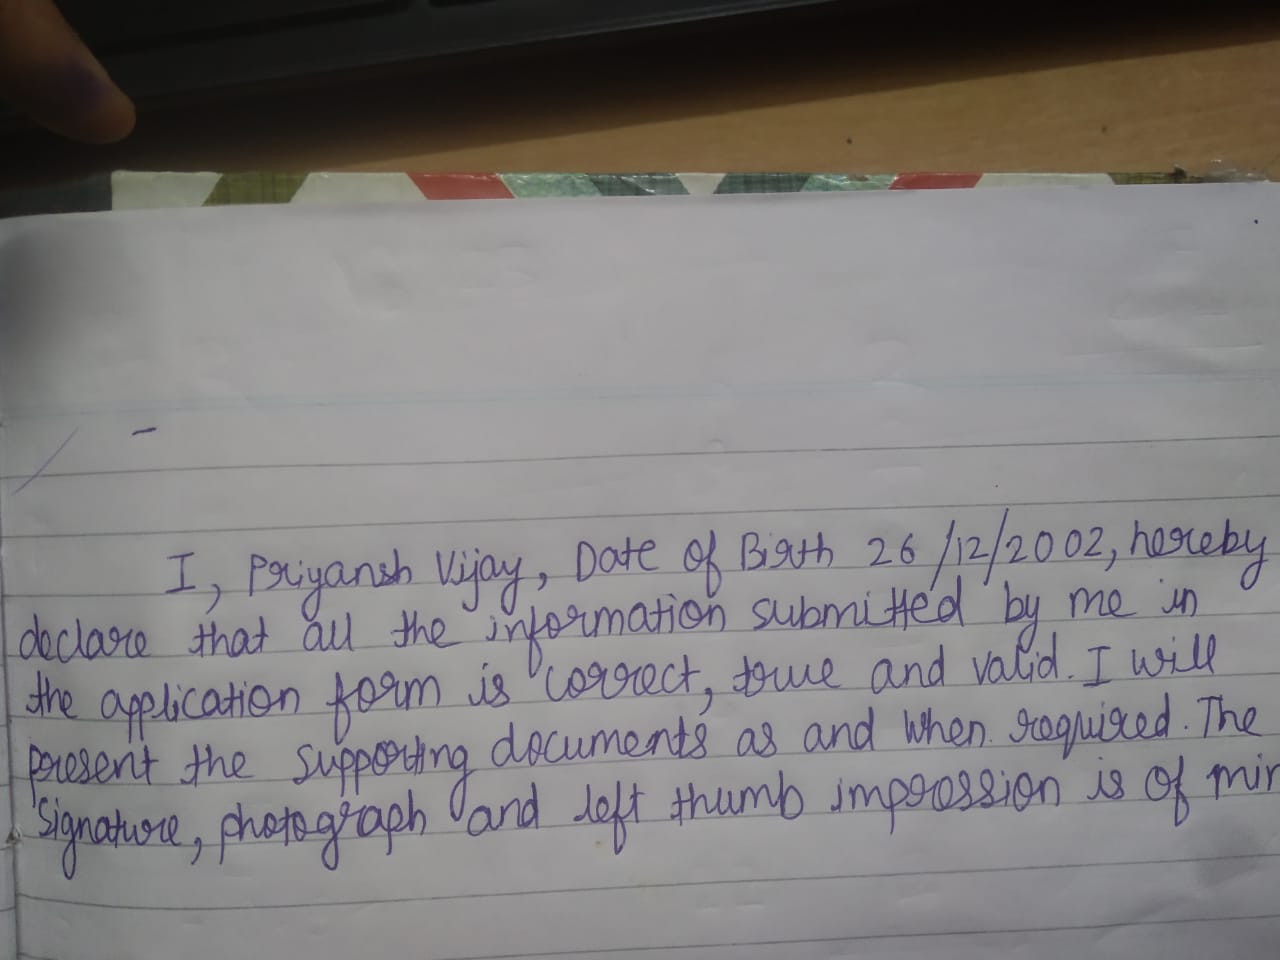 I, Priyansh Vijay, Date of Birth 26/12/2002, hereby
declare that all the information submitted by me in
the application form is correct, true and valid. I will
present the supporting documents as and when required. The
signature, photograph and left thumb impression is of min